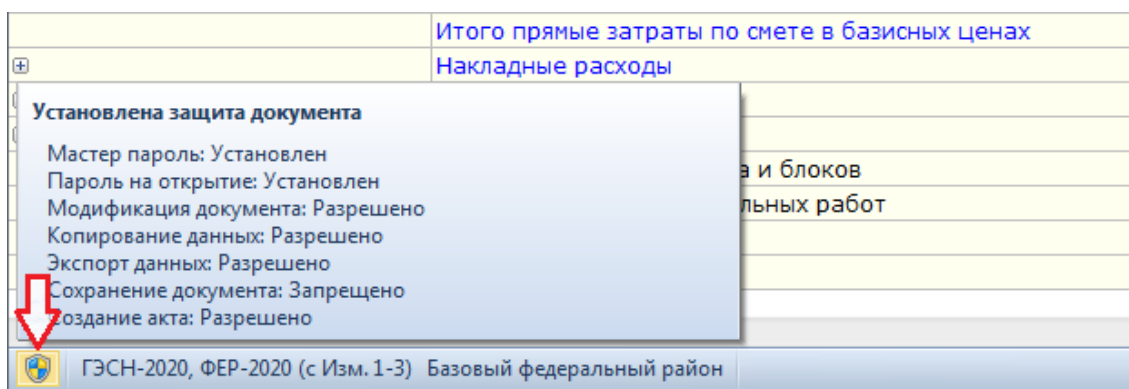 Итого прямые затраты по смете в базисных ценах
Накладные расходы
Установлена защита документа
Мастер пароль: Установлен
Пароль на открытие: Установлен
а и блоков
Модификация документа: Разрешено
льных работ
Копирование данных: Разрешено
Экспорт данных: Разрешено
Сохранение документа: Запрещено
Создание акта: Разрешено
ГЭСН-2020, ФЕР-2020 (с Изм. 1-3) Базовый федеральный район